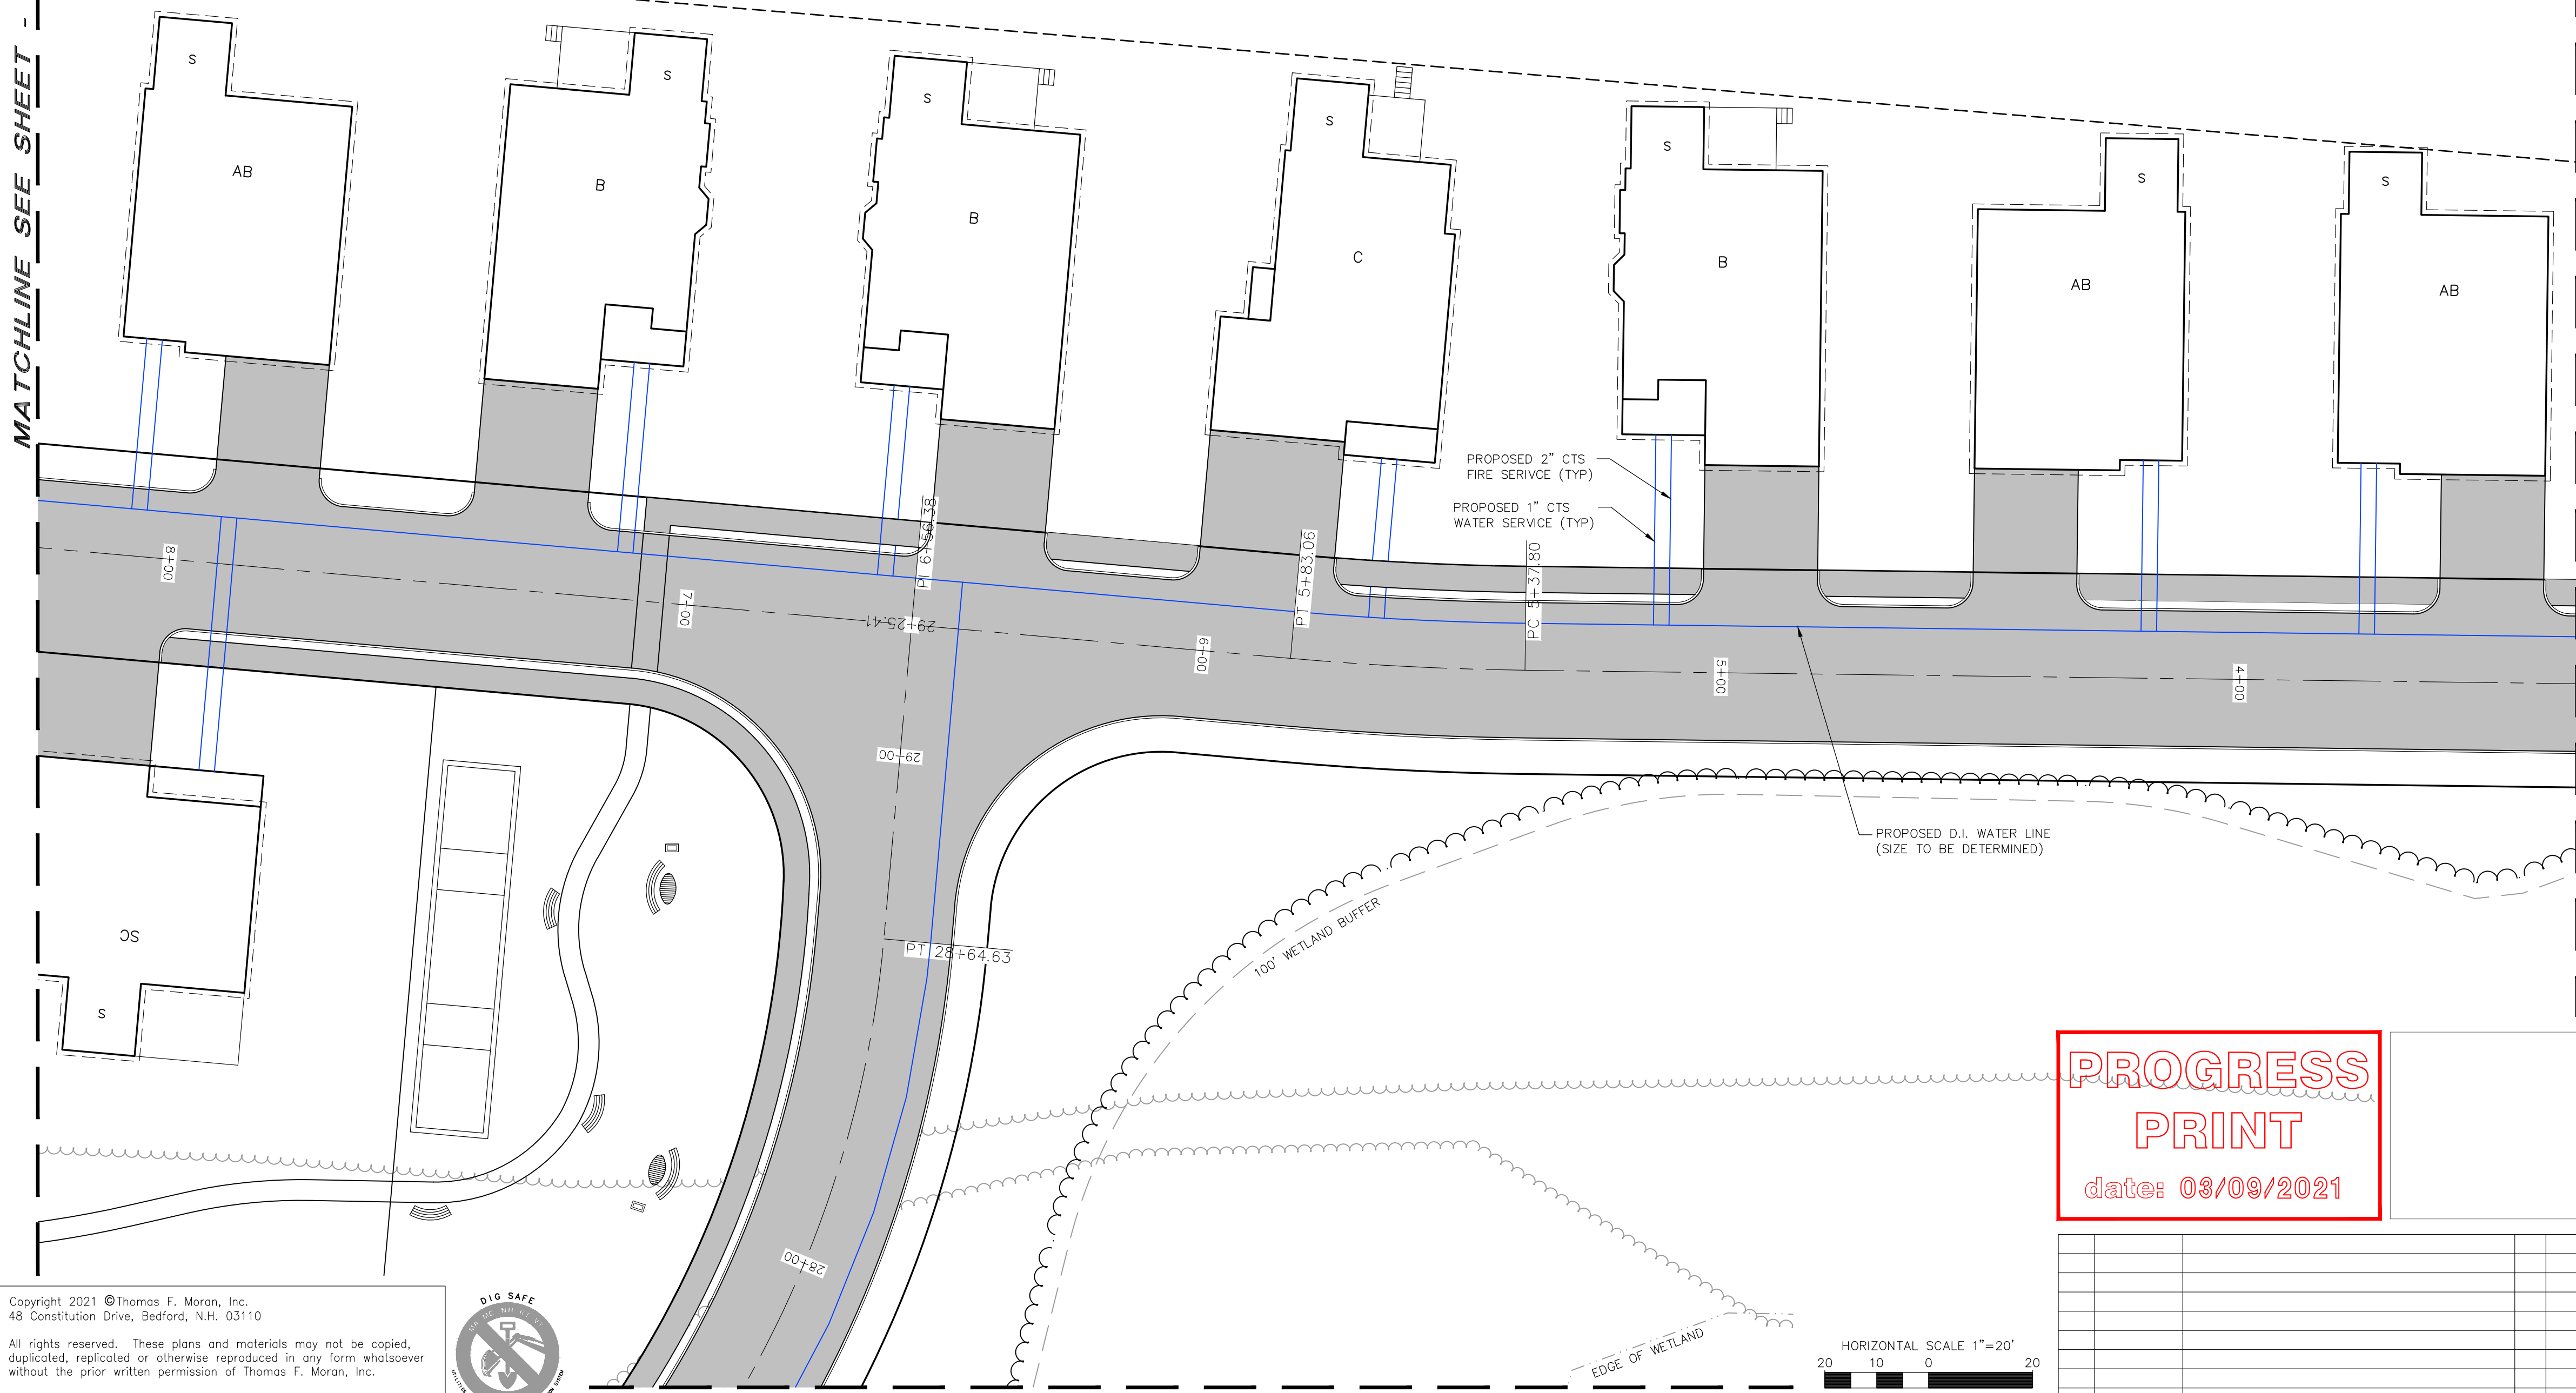 MATCHLINE SEE SHEET -
S
S
S
S
S
S
S
AB
B
B
C
B
AB
AB
PROPOSED 2" CTS
FIRE SERIVCE (TYP)
PROPOSED 1" CTS
WATER SERVICE (TYP)
PI 6+56.38
PT 5+83.06
PC 5+37.80
8+00
7+00
29+25.41
6+00
5+00
4+00
29+00
PROPOSED D.I. WATER LINE
(SIZE TO BE DETERMINED)
SC
S
PT 28+64.63
100' WETLAND BUFFER
28+00
EDGE OF WETLAND
PROGRESS
PRINT
date: 03/09/2021
Copyright 2021 ©Thomas F. Moran, Inc.
48 Constitution Drive, Bedford, N.H. 03110
All rights reserved. These plans and materials may not be copied,
duplicated, replicated or otherwise reproduced in any form whatsoever
without the prior written permission of Thomas F. Moran, Inc.
DIG SAFE
HORIZONTAL SCALE 1"=20'
20 10 0 20